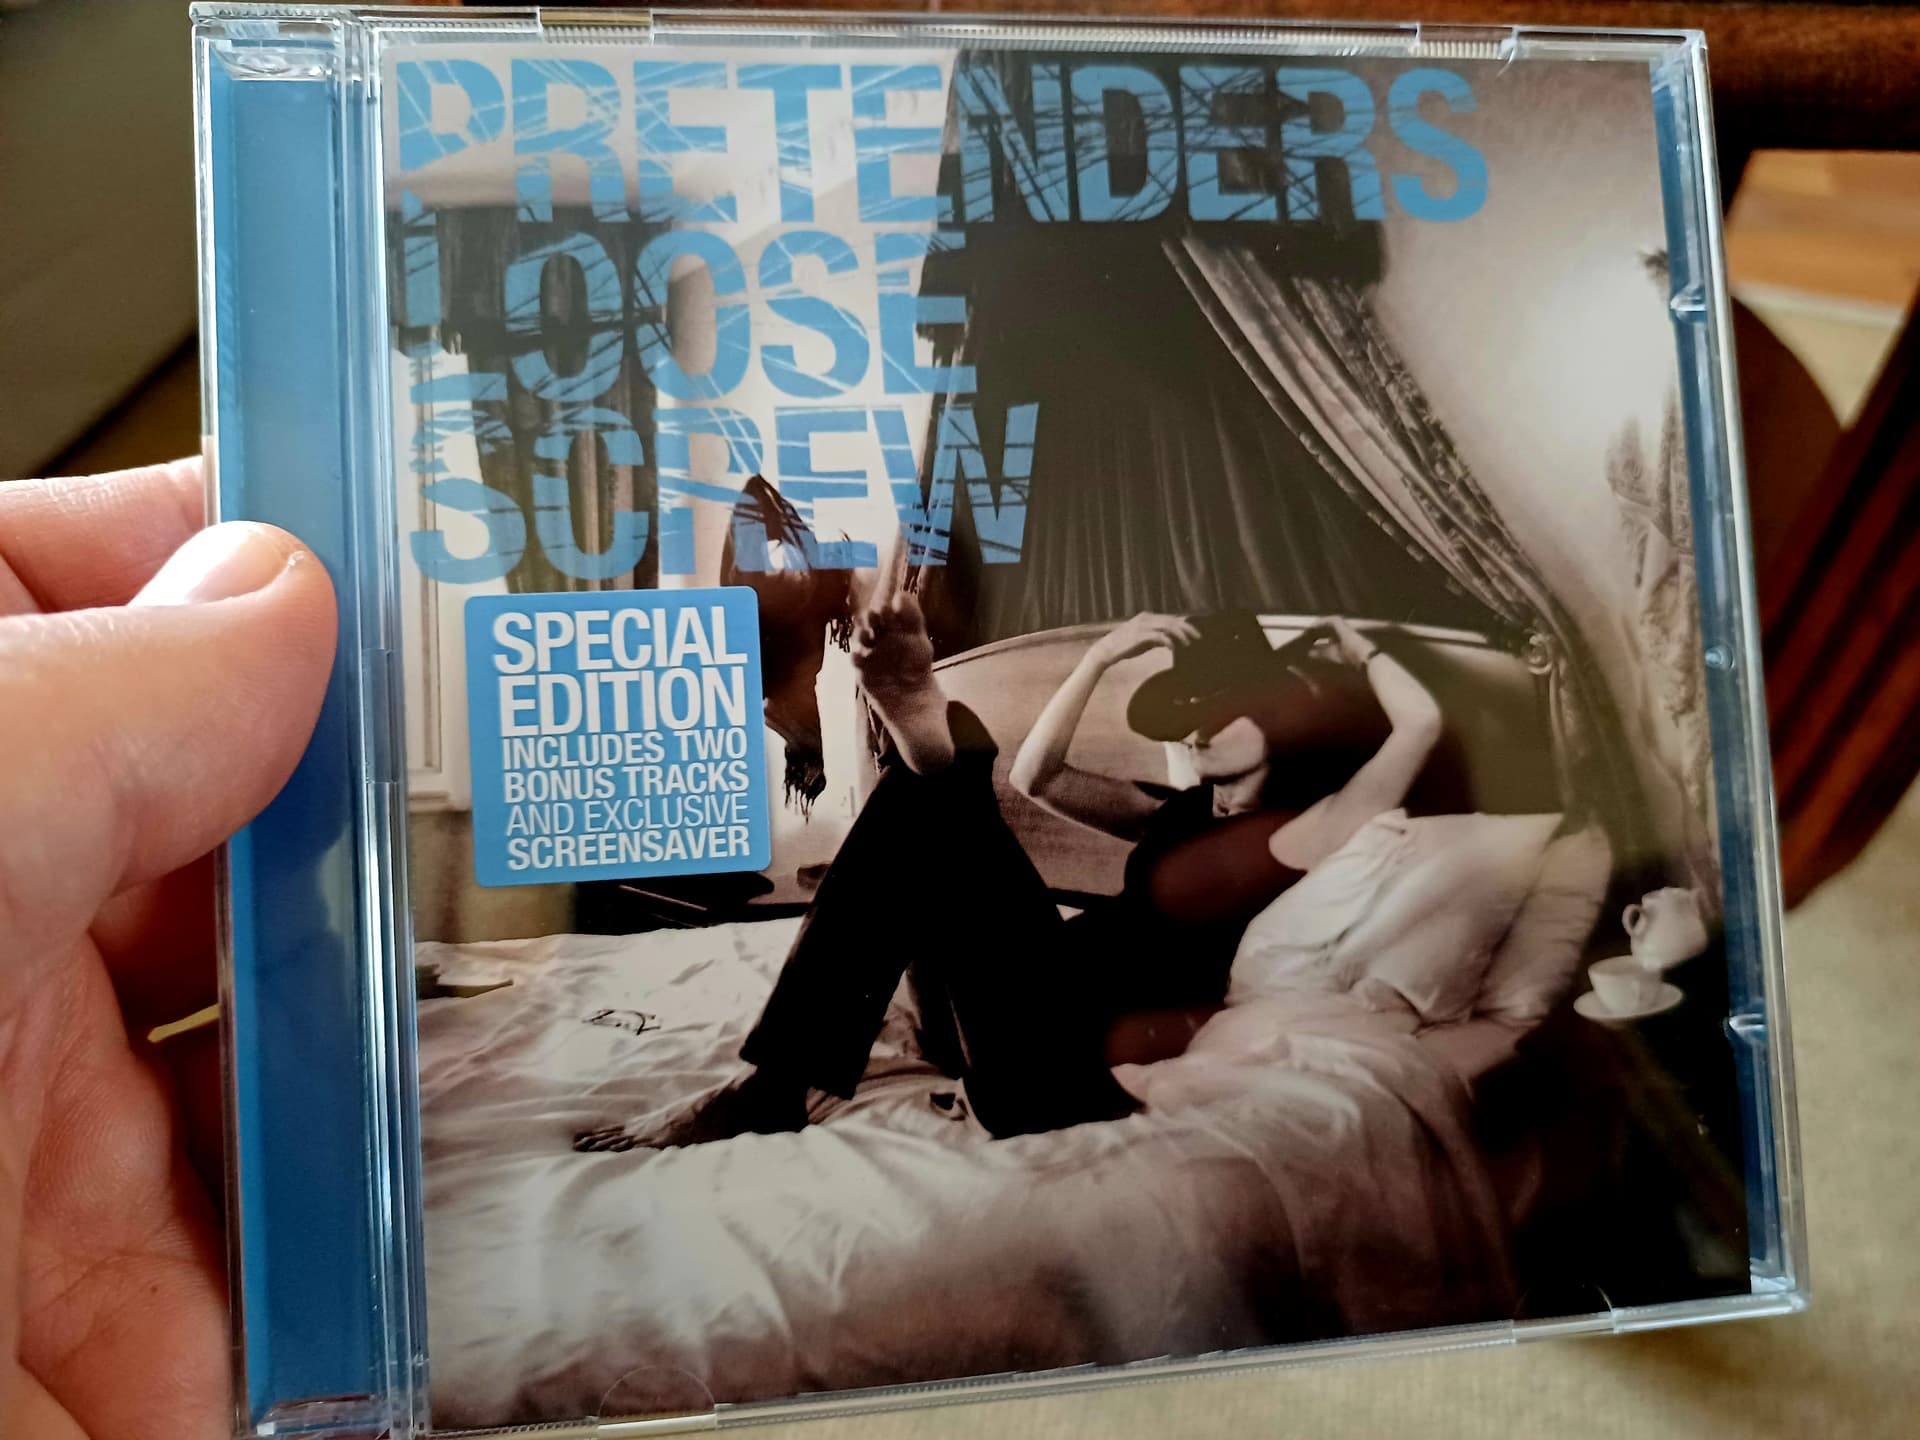 PRETENDERS
LOOSE
SCREW
SPECIAL
EDITION
INCLUDES TWO
BONUS TRACKS
AND EXCLUSIVE
SCREENSAVER